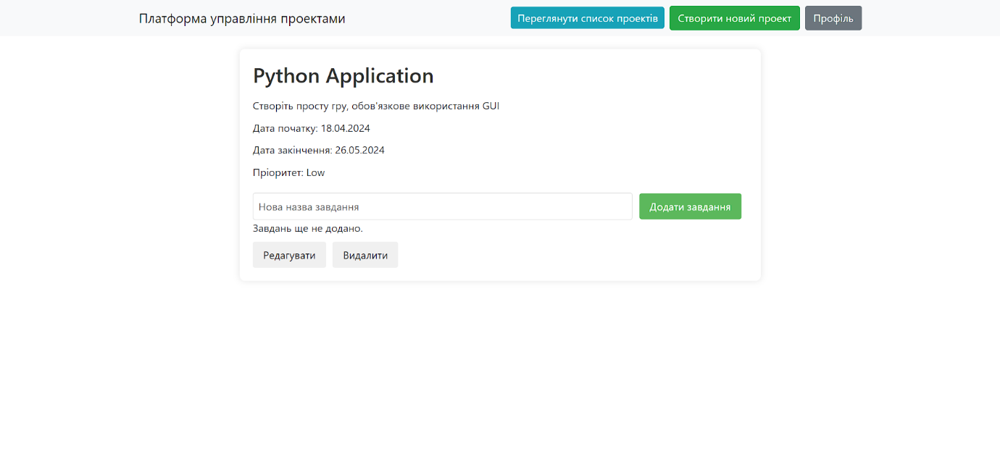 Платформа управління проектами
Переглянути список проектів
Створити новий проект
Профіль
Python Application
Створіть просту гру, обов'язкове використання GUI
Дата початку: 18.04.2024
Дата закінчення: 26.05.2024
Пріоритет: Low
Нова назва завдання
Додати завдання
Завдань ще не додано.
Редагувати
Видалити